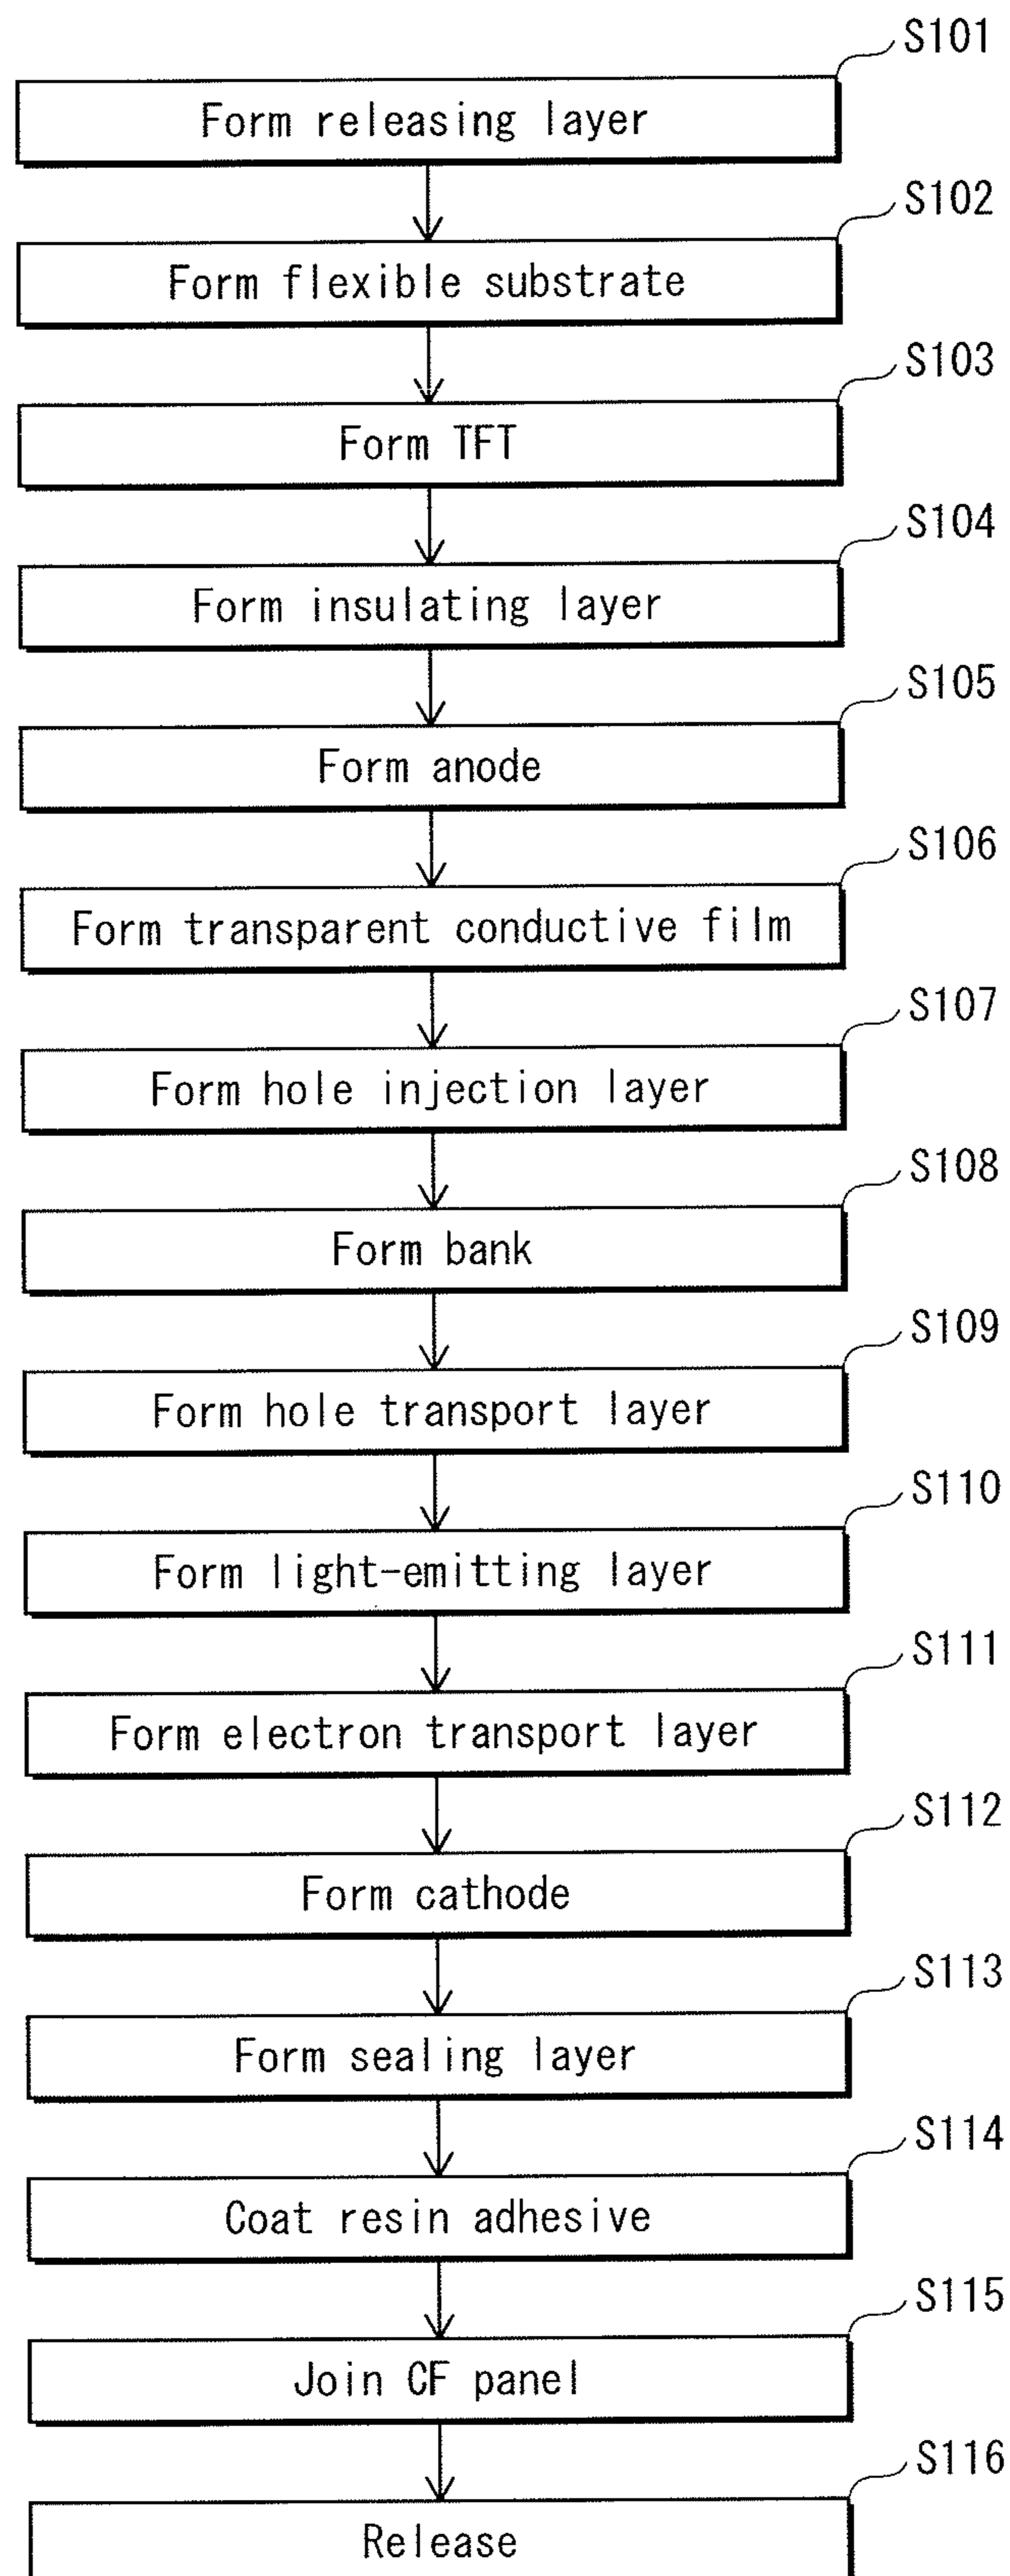 S101
Form releasing layer
S102
Form flexible substrate
S103
Form TFT
S104
Form insulating layer
S105
Form anode
S106
Form transparent conductive film
S107
Form hole injection layer
S108
Form bank
S109
Form hole transport layer
S110
Form light-emitting layer
S111
Form electron transport layer
S112
Form cathode
S113
Form sealing layer
S114
Coat resin adhesive
S115
Join CF panel
S116
Release